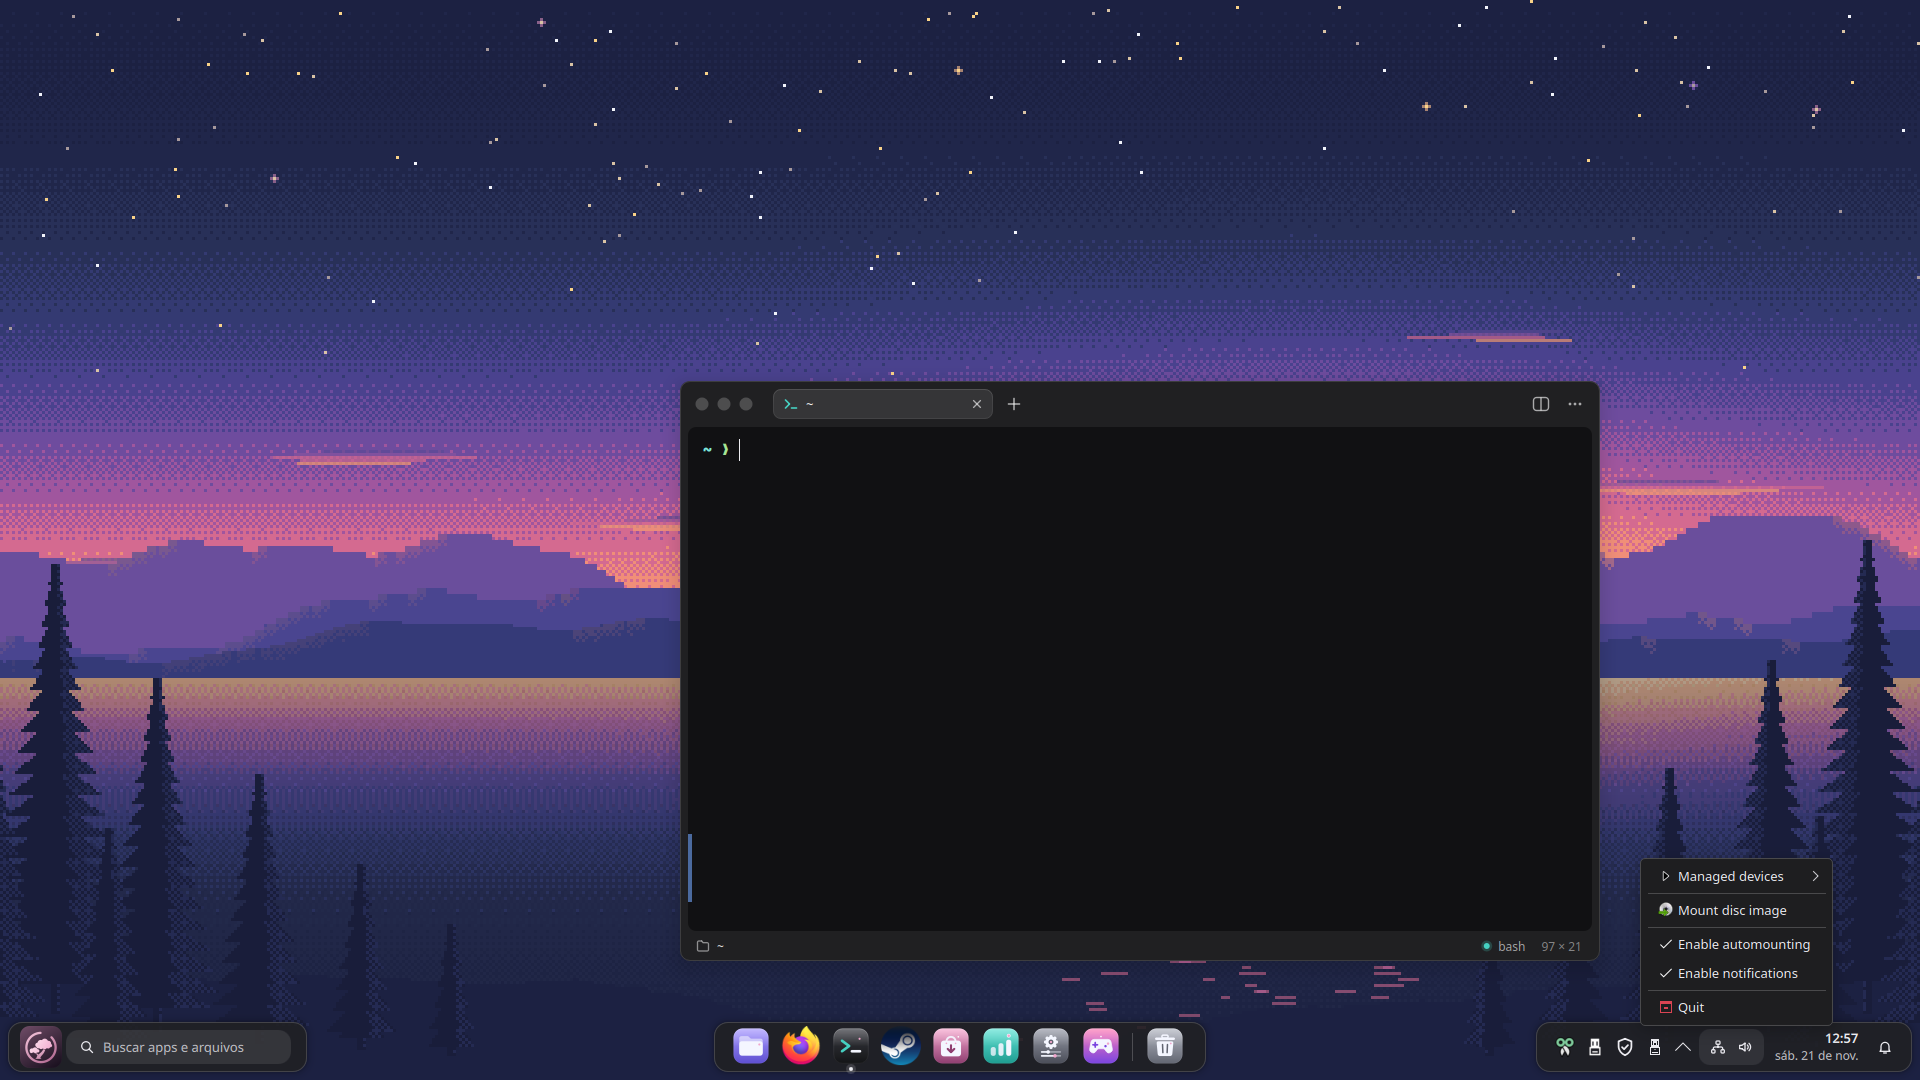 ~
~ ❯
~
bash
97 × 21
Managed devices
Mount disc image
Enable automounting
Enable notifications
Quit
Buscar apps e arquivos
12:57
sáb. 21 de nov.